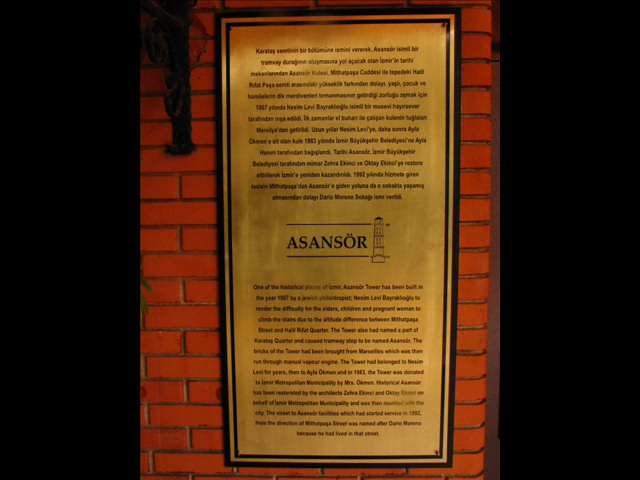 Karataş semtinin bir bölümüne ismini vererek, Asansör isimli bir
tramvay durağının oluşmasına yol açacak olan İzmir'in tarihi
mekanlarından Asansör Kulesi, Mithatpaşa Caddesi ile tepedeki Halil
Rıfat Paşa semti arasındaki yükseklik farkından dolayı, yaşlı, çocuk ve
hamilelerin dik merdivenleri tırmanmasının getirdiği zorluğu aşmak için
1907 yılında Nesim Levi Bayraklıoğlu isimli bir musevi hayırsever
tarafından inşa edildi. İlk zamanlar el buharı ile çalışan kulenin tuğlaları
Marsilya'dan getirildi. Uzun yıllar Nesim Levi'ye, daha sonra Ayla
Ökmen'e ait olan kule 1983 yılında İzmir Büyükşehir Belediyesi'ne Ayla
Hanım tarafından bağışlandı. Tarihi Asansör, İzmir Büyükşehir
Belediyesi tarafından mimar Zehra Ekinci ve Oktay Ekinci'ye restore
ettirilerek İzmir'e yeniden kazandırıldı. 1992 yılında hizmete giren
tesisin Mithatpaşa'dan Asansör'e giden yoluna da o sokakta yaşamış
olmasından dolayı Dario Moreno Sokağı ismi verildi.
ASANSÖR
One of the historical places of İzmir, Asansör Tower has been built in
the year 1907 by a jewish philantropist; Nesim Levi Bayraklıoğlu to
render the difficulty for the elders, children and pregnant woman to
climb the stairs due to the altitude difference between Mithatpaşa
Street and Halil Rıfat Quarter. The Tower also had named a part of
Karataş Quarter and caused tramway stop to be named Asansör. The
bricks of the Tower had been brought from Marseilles which was then
run through manual vapour engine. The Tower had belonged to Nesim
Levi for years, then to Ayla Ökmen and in 1983, the Tower was donated
to İzmir Metropolitan Municipality by Mrs. Ökmen. Historical Asansör
has been restorated by the architects Zehra Ekinci and Oktay Ekinci on
behalf of İzmir Metropolitan Municipality and was then reunited with the
city. The street to Asansör facilities which had started service in 1992,
from the direction of Mithatpaşa Street was named after Dario Moreno
because he had lived in that street.